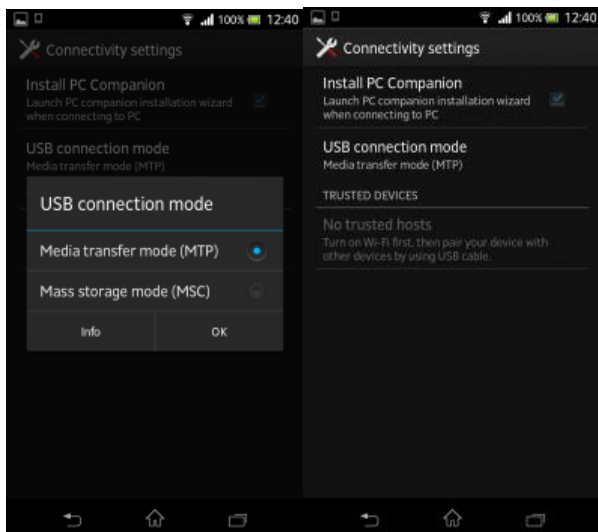 100% 12:40
Connectivity settings
Install PC Companion
Launch PC companion installation wizard
when connecting to PC
USB connection mode
Media transfer mode (MTP)
USB connection mode
Media transfer mode (MTP)
Mass storage mode (MSC)
Info OK
100% 12:40
Connectivity settings
Install PC Companion
Launch PC companion installation wizard
when connecting to PC
USB connection mode
Media transfer mode (MTP)
TRUSTED DEVICES
No trusted hosts
Turn on Wi-Fi first, then pair your device with
other devices by using USB cable.